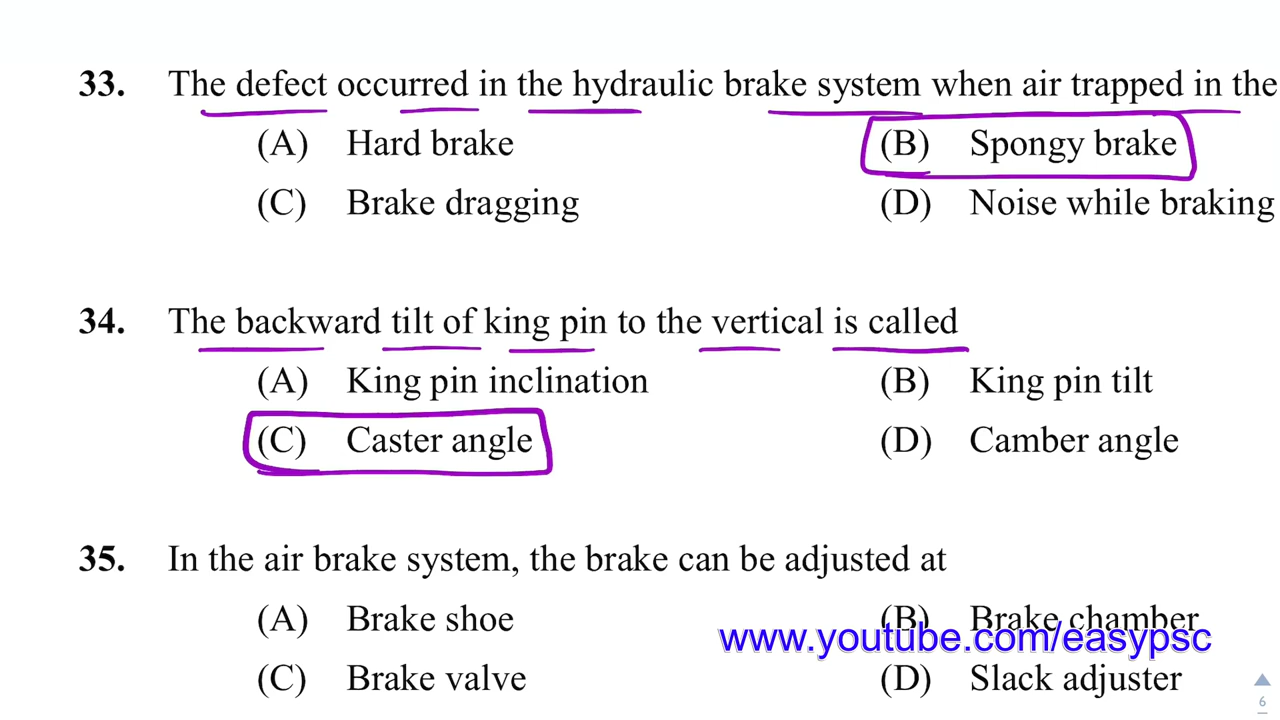 33. The defect occurred in the hydraulic brake system when air trapped in the
(A) Hard brake (B) Spongy brake
(C) Brake dragging (D) Noise while braking
34. The backward tilt of king pin to the vertical is called
(A) King pin inclination (B) King pin tilt
(C) Caster angle (D) Camber angle
35. In the air brake system, the brake can be adjusted at
(A) Brake shoe (B) Brake chamber
www.youtube.com/easypsc
(C) Brake valve (D) Slack adjuster
6